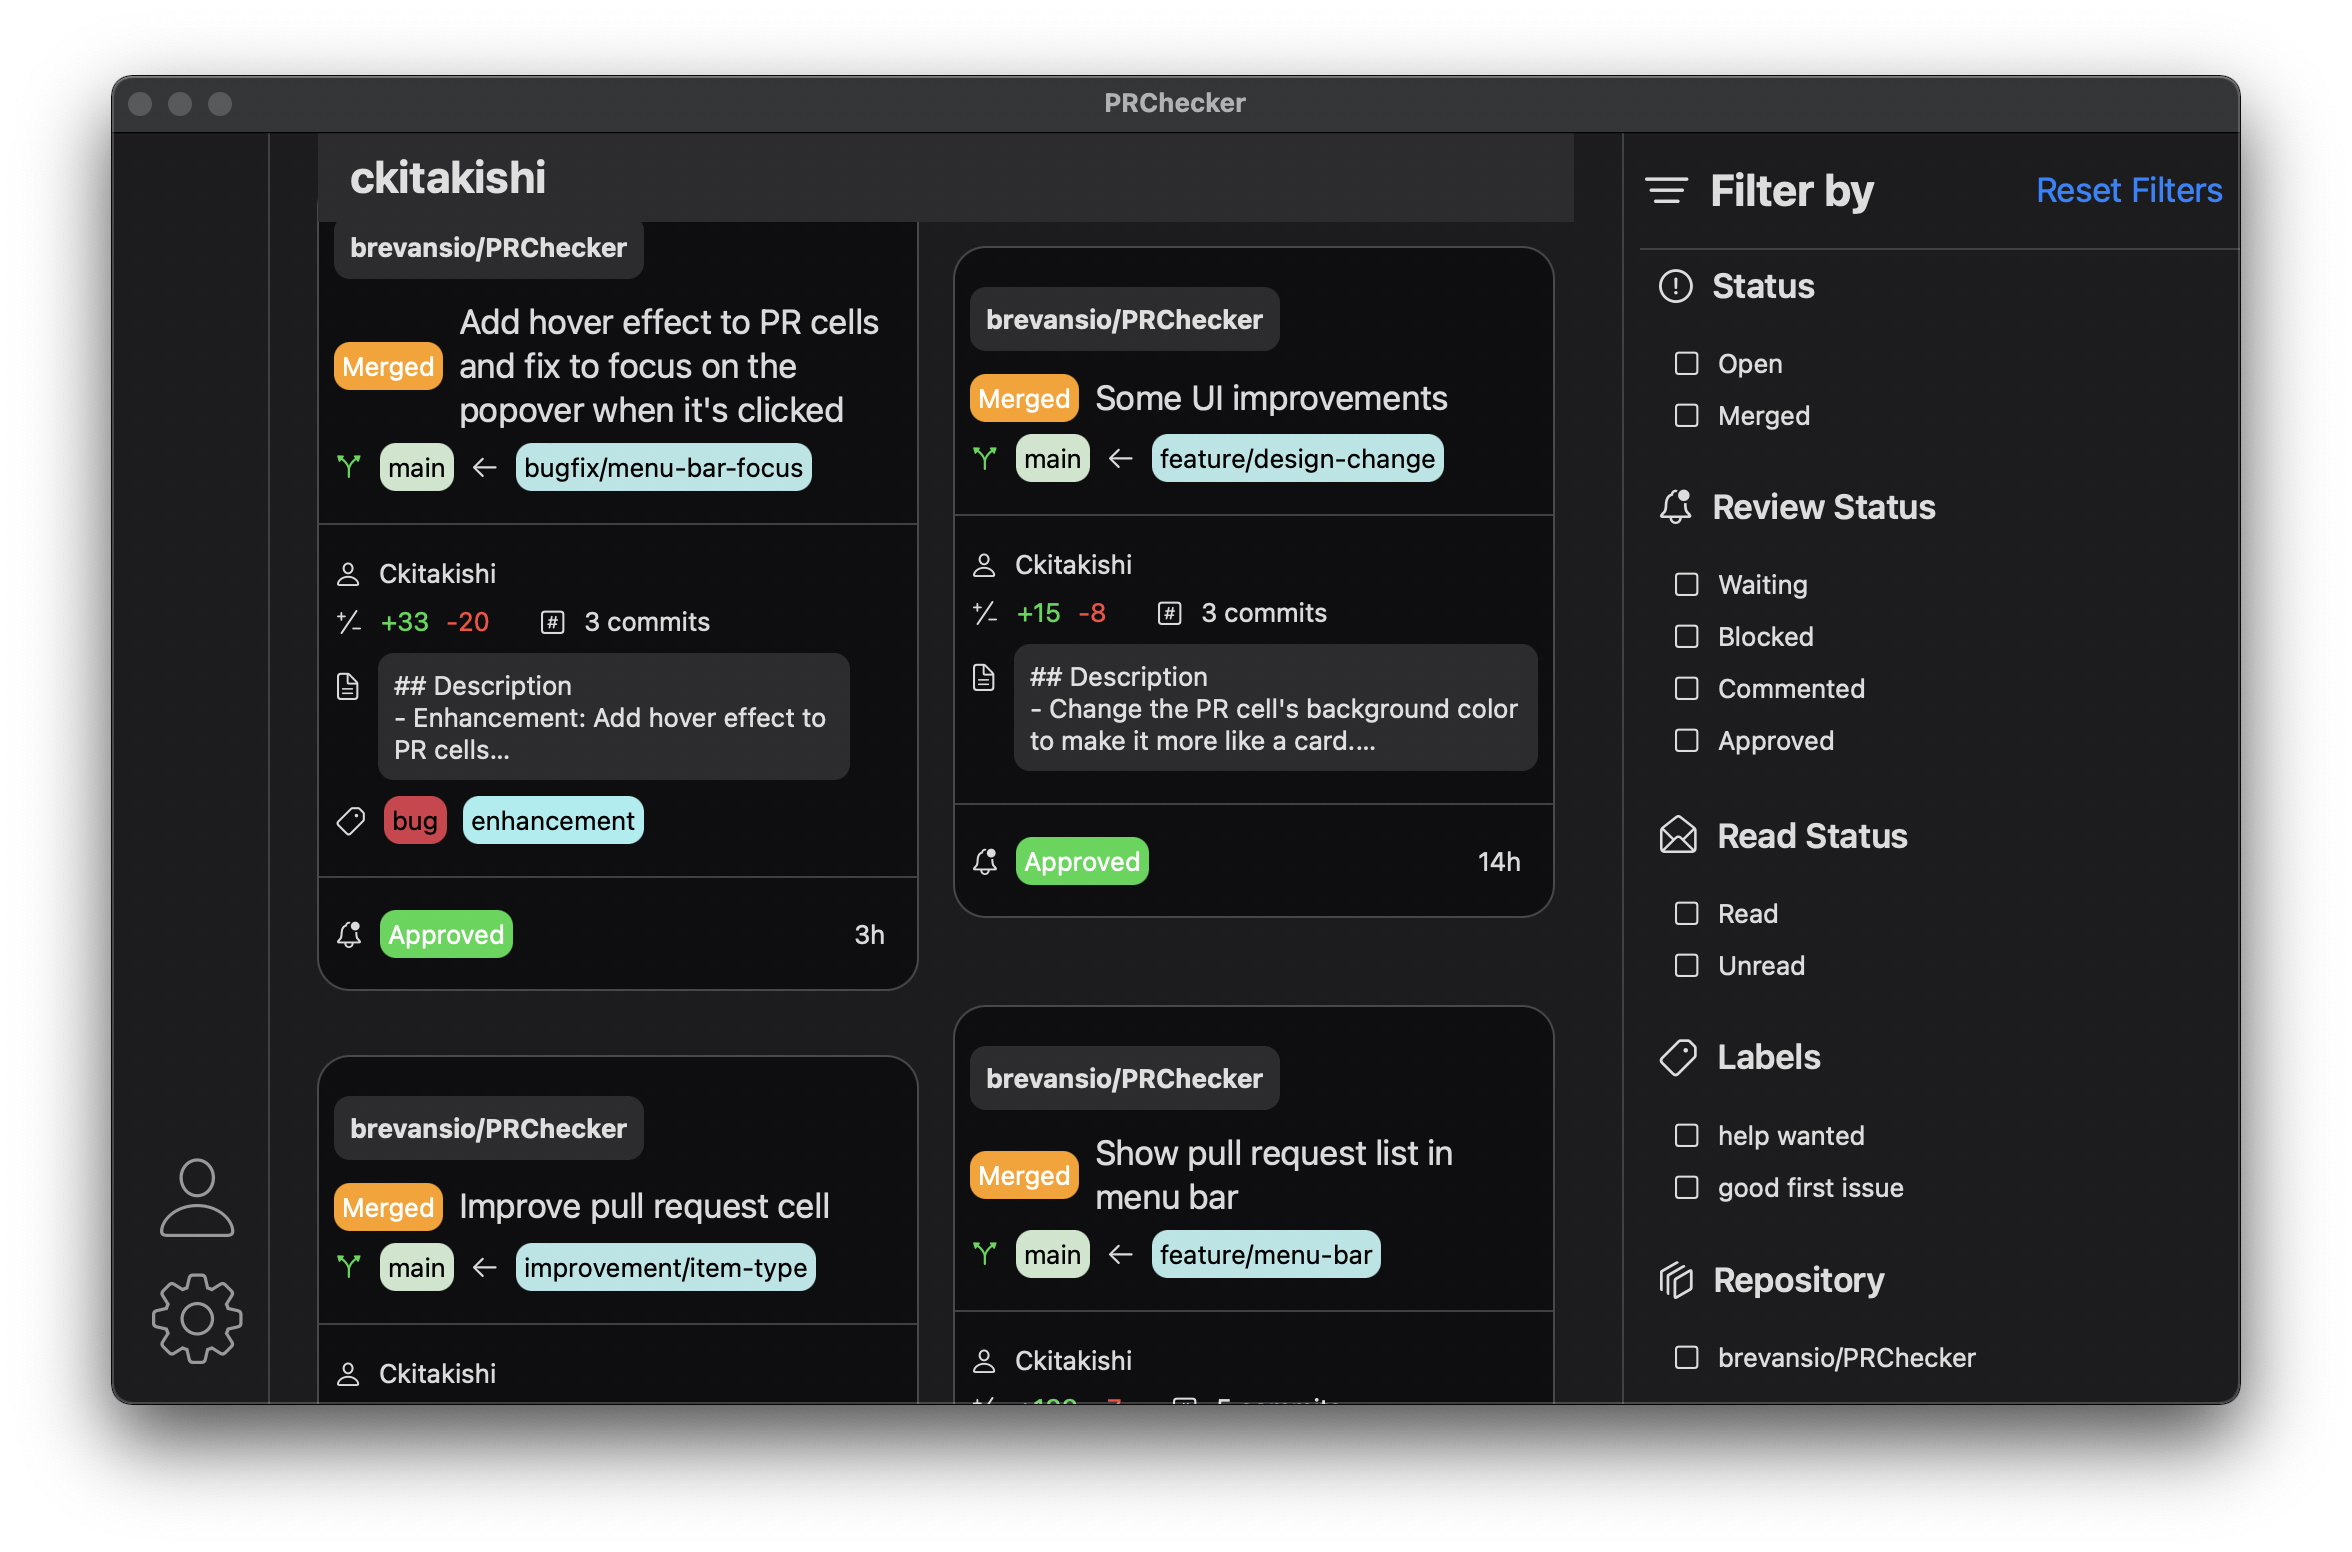 PRChecker
ckitakishi
brevansio/PRChecker
Merged
Add hover effect to PR cells
and fix to focus on the
popover when it's clicked
main ← bugfix/menu-bar-focus
Ckitakishi
+33 -20 # 3 commits
## Description
- Enhancement: Add hover effect to
PR cells...
bug enhancement
Approved 3h
brevansio/PRChecker
Merged Improve pull request cell
main ← improvement/item-type
Ckitakishi
brevansio/PRChecker
Merged Some UI improvements
main ← feature/design-change
Ckitakishi
+15 -8 # 3 commits
## Description
- Change the PR cell's background color
to make it more like a card....
Approved 14h
brevansio/PRChecker
Merged
Show pull request list in
menu bar
main ← feature/menu-bar
Ckitakishi
Filter by Reset Filters
Status
Open
Merged
Review Status
Waiting
Blocked
Commented
Approved
Read Status
Read
Unread
Labels
help wanted
good first issue
Repository
brevansio/PRChecker